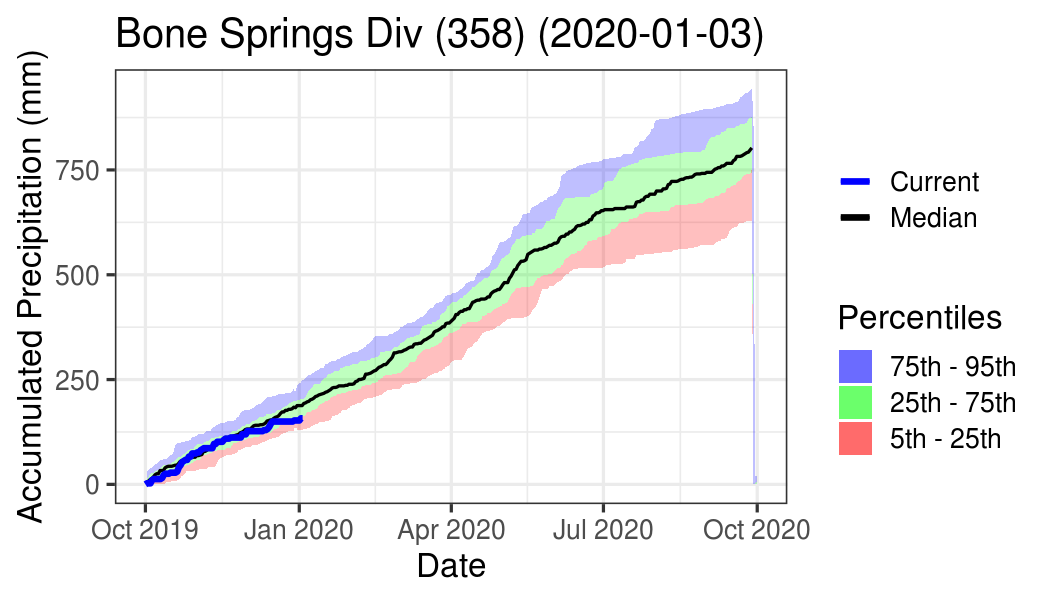 Bone Springs Div (358) (2020-01-03)
Accumulated Precipitation (mm)
750
500
250
0
Oct 2019
Jan 2020
Apr 2020
Jul 2020
Oct 2020
Date
Current
Median
Percentiles
75th - 95th
25th - 75th
5th - 25th